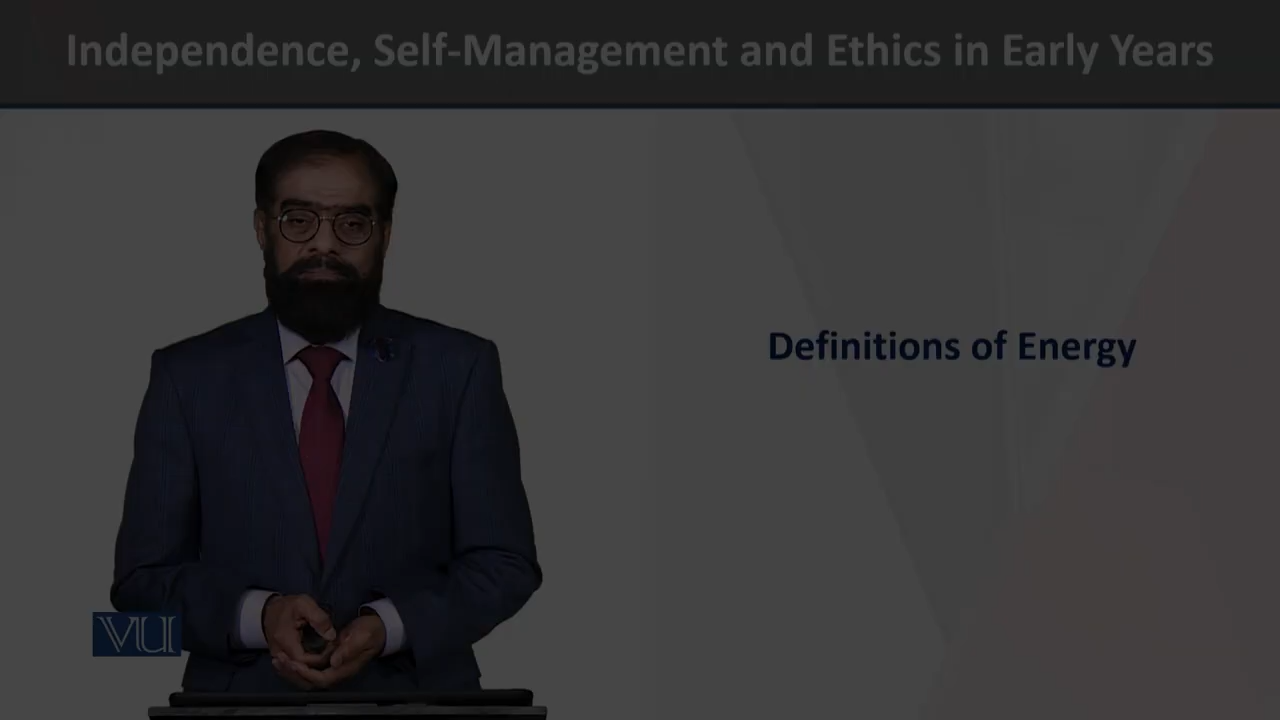 Independence, Self-Management and Ethics in Early Years
Definitions of Energy
VU